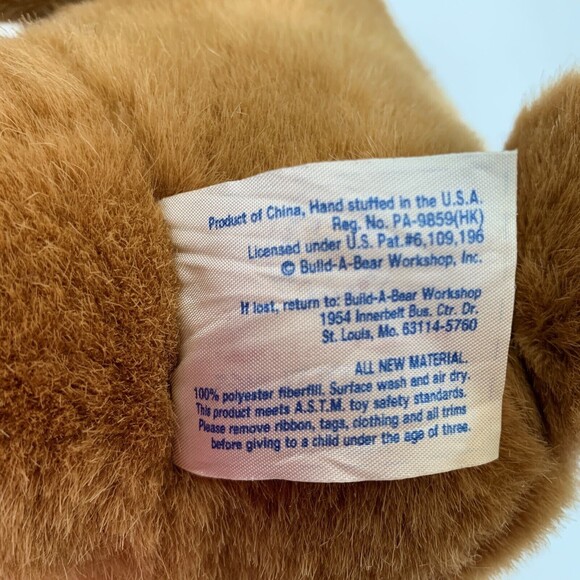 Product of China, Hand stuffed in the U.S.A.
Reg. No. PA-9859(HK)
Licensed under U.S. Pat.#6,109,196
© Build-A-Bear Workshop, Inc.
If lost, return to: Build-A-Bear Workshop
1954 Innerbelt Bus. Ctr. Dr.
St. Louis, Mo. 63114-5760
ALL NEW MATERIAL.
100% polyester fiberfill. Surface wash and air dry.
This product meets A.S.T.M. toy safety standards.
Please remove ribbon, tags, clothing and all trims
before giving to a child under the age of three.